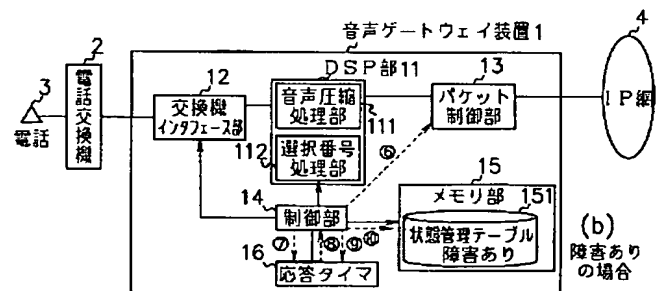 音声ゲートウェイ装置1
4
2
DSP部11
13
12
3
電話
電話交換機
交換機
インタフェース部
音声圧縮
処理部
111
パケット
制御部
IP網
112
選択番号
処理部
⑥
14
制御部
15
メモリ部
151
状態管理テーブル
障害あり
(b)
障害あり
の場合
⑦
⑧
⑨
⑩
16
応答タイマ